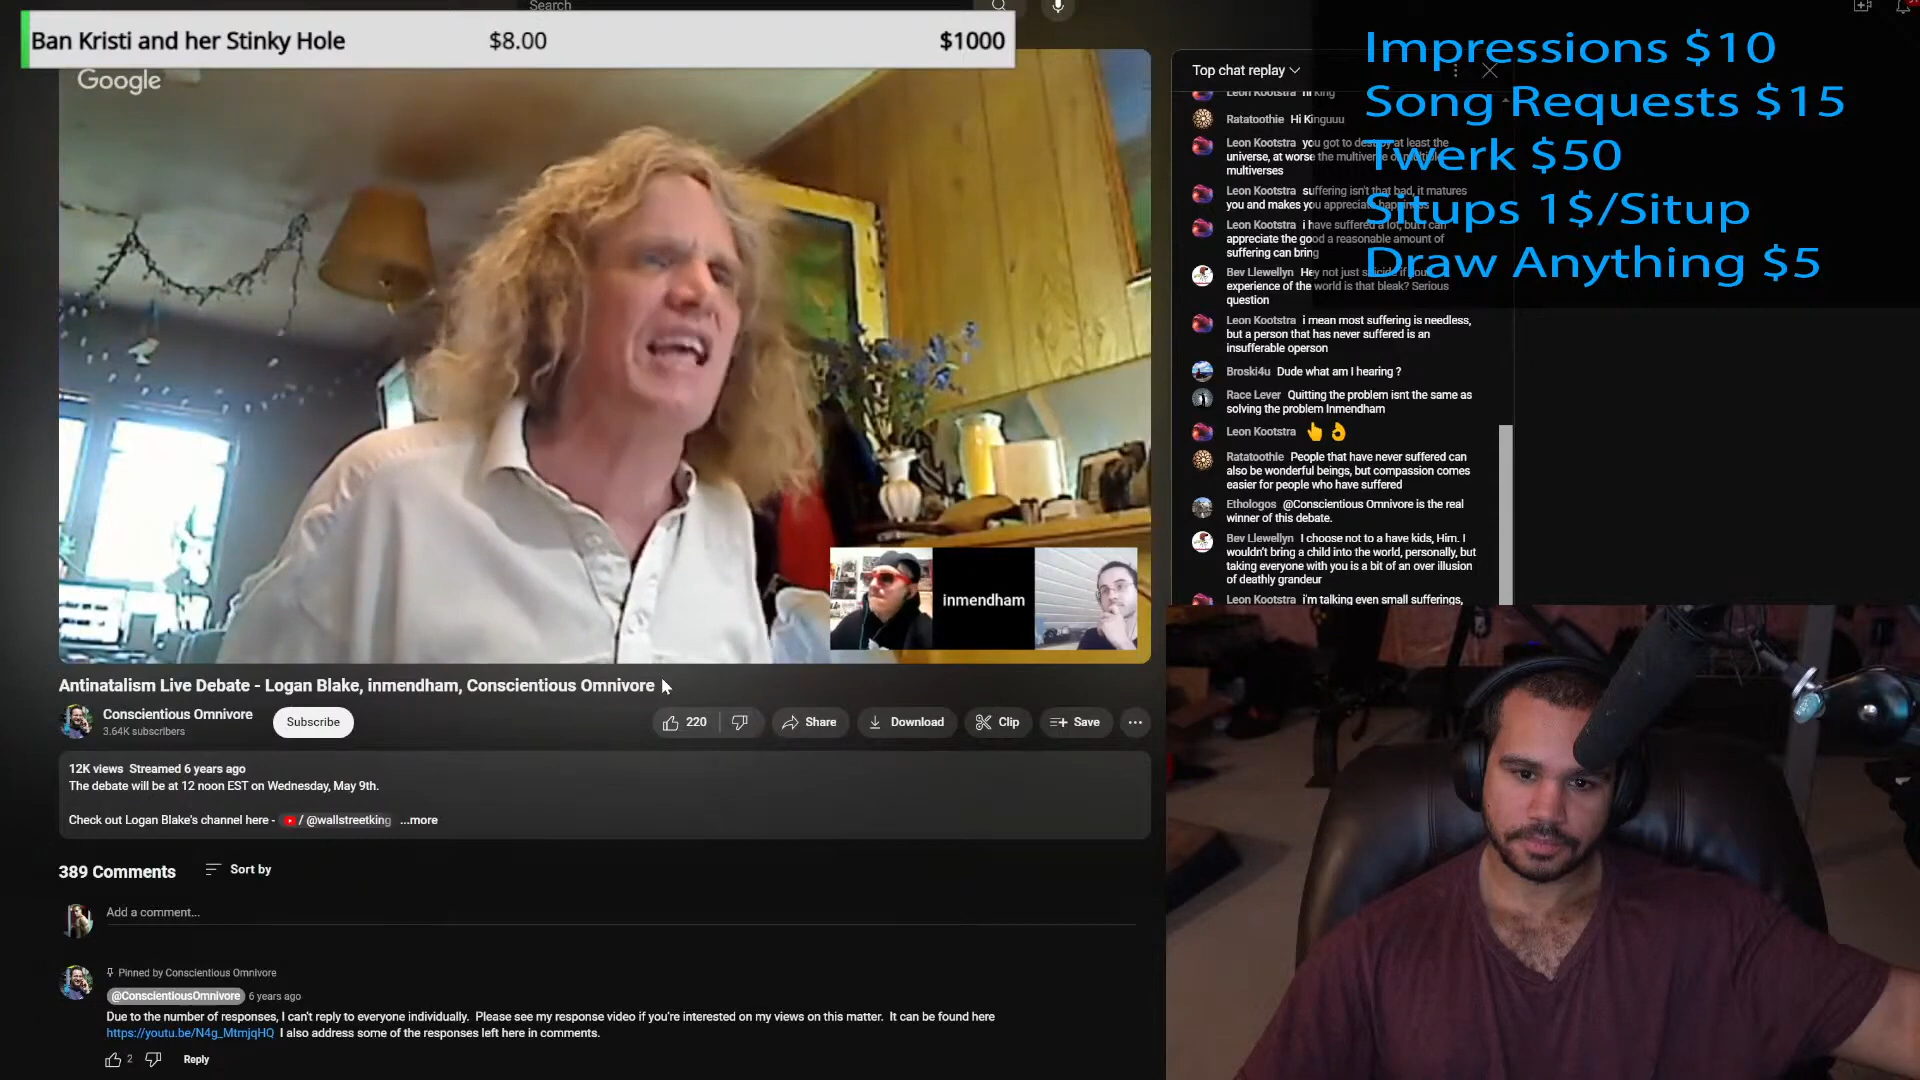 Search
Ban Kristi and her Stinky Hole $8.00 $1000
Google
Impressions $10
Song Requests $15
Twerk $50
Situps 1$/Situp
Draw Anything $5
Top chat replay
Leon Kootstra hi king
Ratatoothie Hi Kinguuu
Leon Kootstra you got to destroy at least the
universe, at worse the multiverse or multiple
multiverses
Leon Kootstra suffering isn't that bad, it matures
you and makes you appreciate happiness
Leon Kootstra i have suffered a lot, but i can
appreciate the good a reasonable amount of
suffering can bring
Bev Llewellyn Hey not just suicide if your
experience of the world is that bleak? Serious
question
Leon Kootstra i mean most suffering is needless,
but a person that has never suffered is an
insufferable operson
Broski4u Dude what am I hearing ?
Race Lever Quitting the problem isnt the same as
solving the problem Inmendham
Leon Kootstra 👆 👌
Ratatoothie People that have never suffered can
also be wonderful beings, but compassion comes
easier for people who have suffered
Ethologos @Conscientious Omnivore is the real
winner of this debate.
Bev Llewellyn I choose not to a have kids, Him. I
wouldn't bring a child into the world, personally, but
taking everyone with you is a bit of an over illusion
of deathly grandeur
Leon Kootstra i'm talking even small sufferings,
inmendham
Antinatalism Live Debate - Logan Blake, inmendham, Conscientious Omnivore
Conscientious Omnivore
3.64K subscribers
Subscribe
220
Share
Download
Clip
Save
12K views Streamed 6 years ago
The debate will be at 12 noon EST on Wednesday, May 9th.
Check out Logan Blake's channel here - / @wallstreetking ...more
389 Comments
Sort by
Add a comment...
Pinned by Conscientious Omnivore
@ConscientiousOmnivore 6 years ago
Due to the number of responses, I can't reply to everyone individually. Please see my response video if you're interested on my views on this matter. It can be found here
https://youtu.be/N4g_MtmjqHQ I also address some of the responses left here in comments.
2
Reply